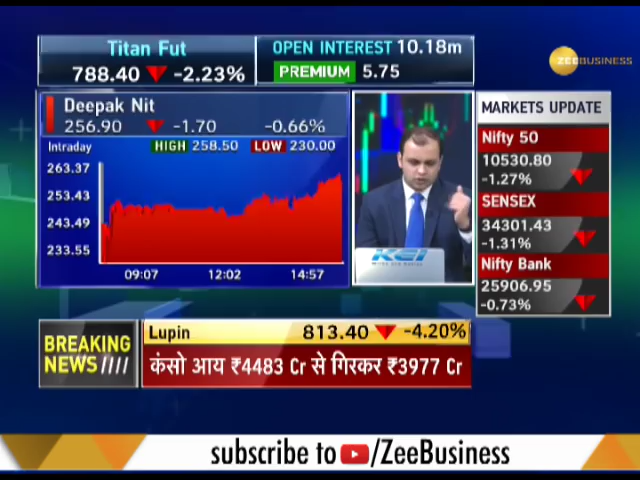 Titan Fut
788.40 -2.23%
OPEN INTEREST 10.18m
PREMIUM 5.75
ZEEBUSINESS
Deepak Nit
256.90 -1.70 -0.66%
Intraday HIGH 258.50 LOW 230.00
263.37
253.43
243.49
233.55
09:07 12:02 14:57
KEI
MARKETS UPDATE
Nifty 50
10530.80
-1.27%
SENSEX
34301.43
-1.31%
Nifty Bank
25906.95
-0.73%
BREAKING
NEWS ////
Lupin 813.40 -4.20%
कंसो आय ₹4483 Cr से गिरकर ₹3977 Cr
subscribe to /ZeeBusiness